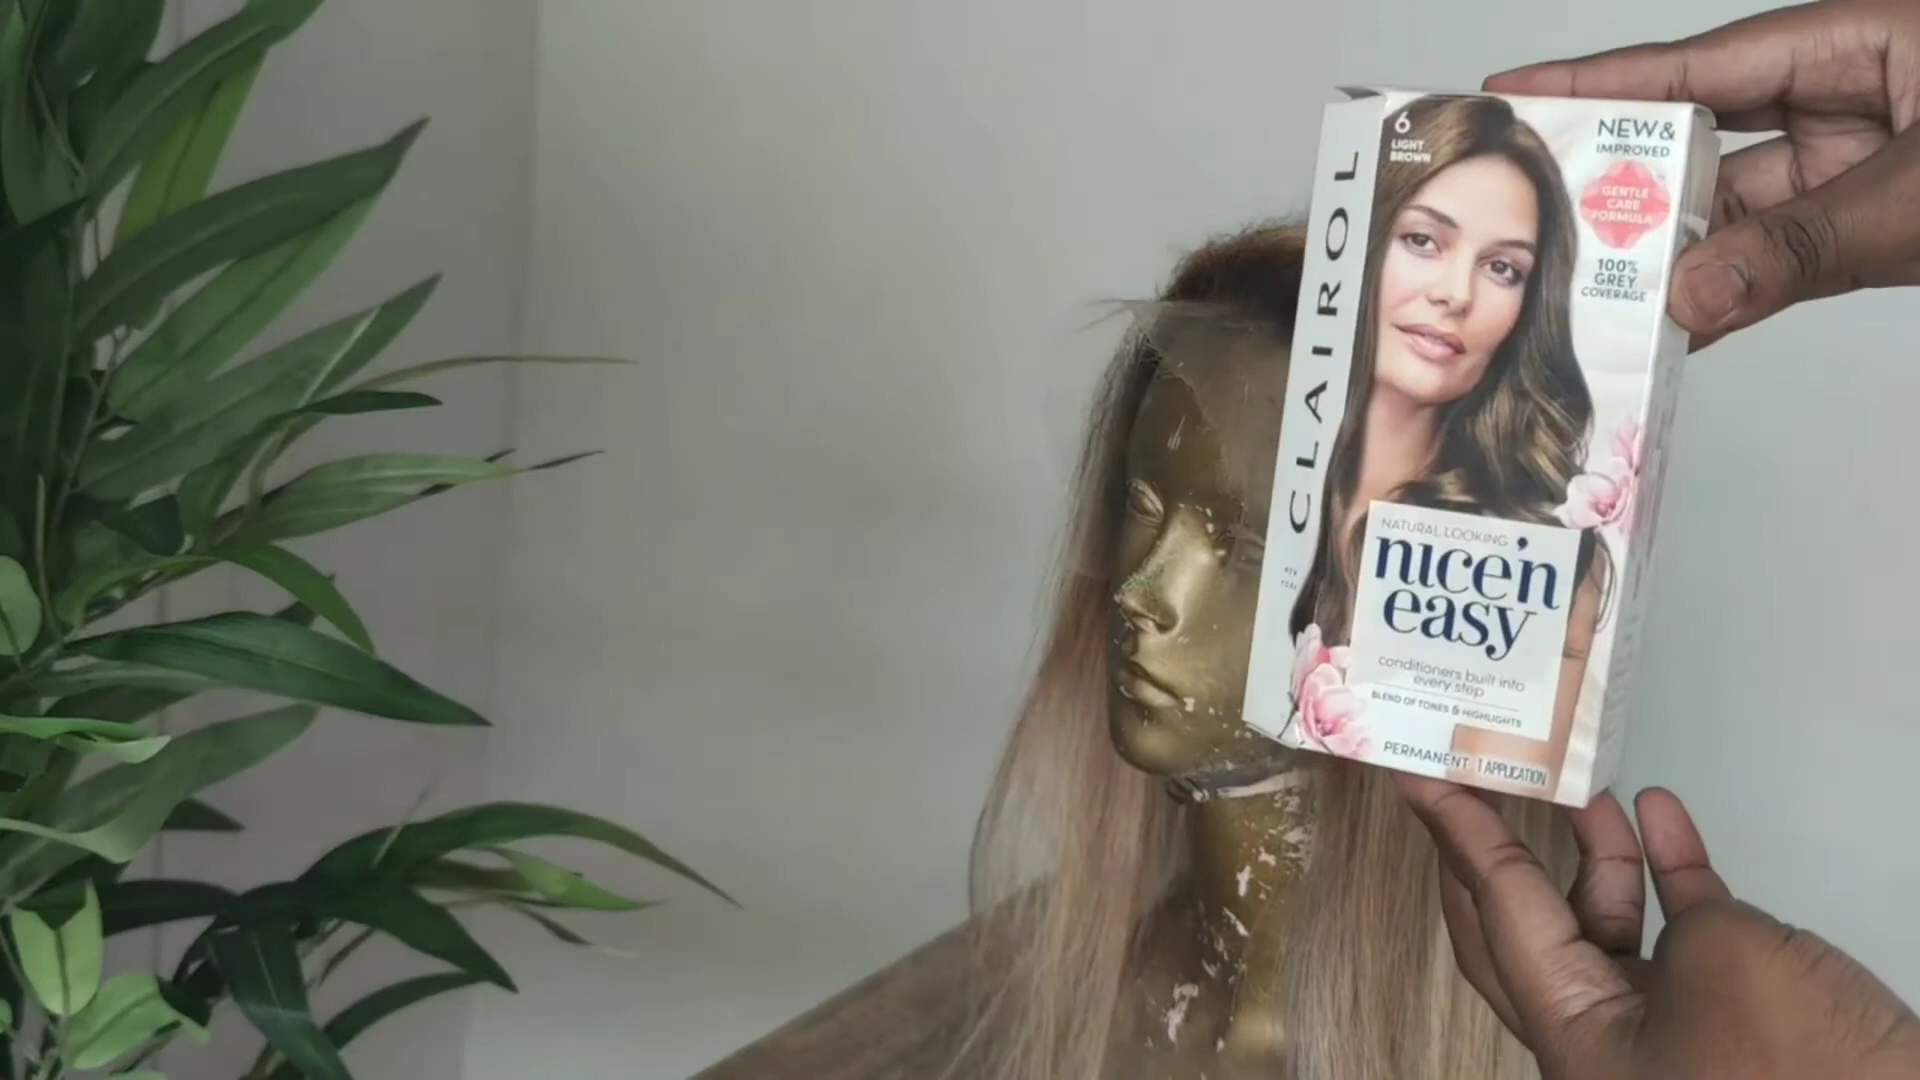 6
LIGHT
BROWN
CLAIROL
NEW &
IMPROVED
GENTLE
CARE
FORMULA
100%
GREY
COVERAGE
NATURAL LOOKING
nice'n
easy
conditioners built into
every step
BLEND OF TONES & HIGHLIGHTS
PERMANENT 1 APPLICATION